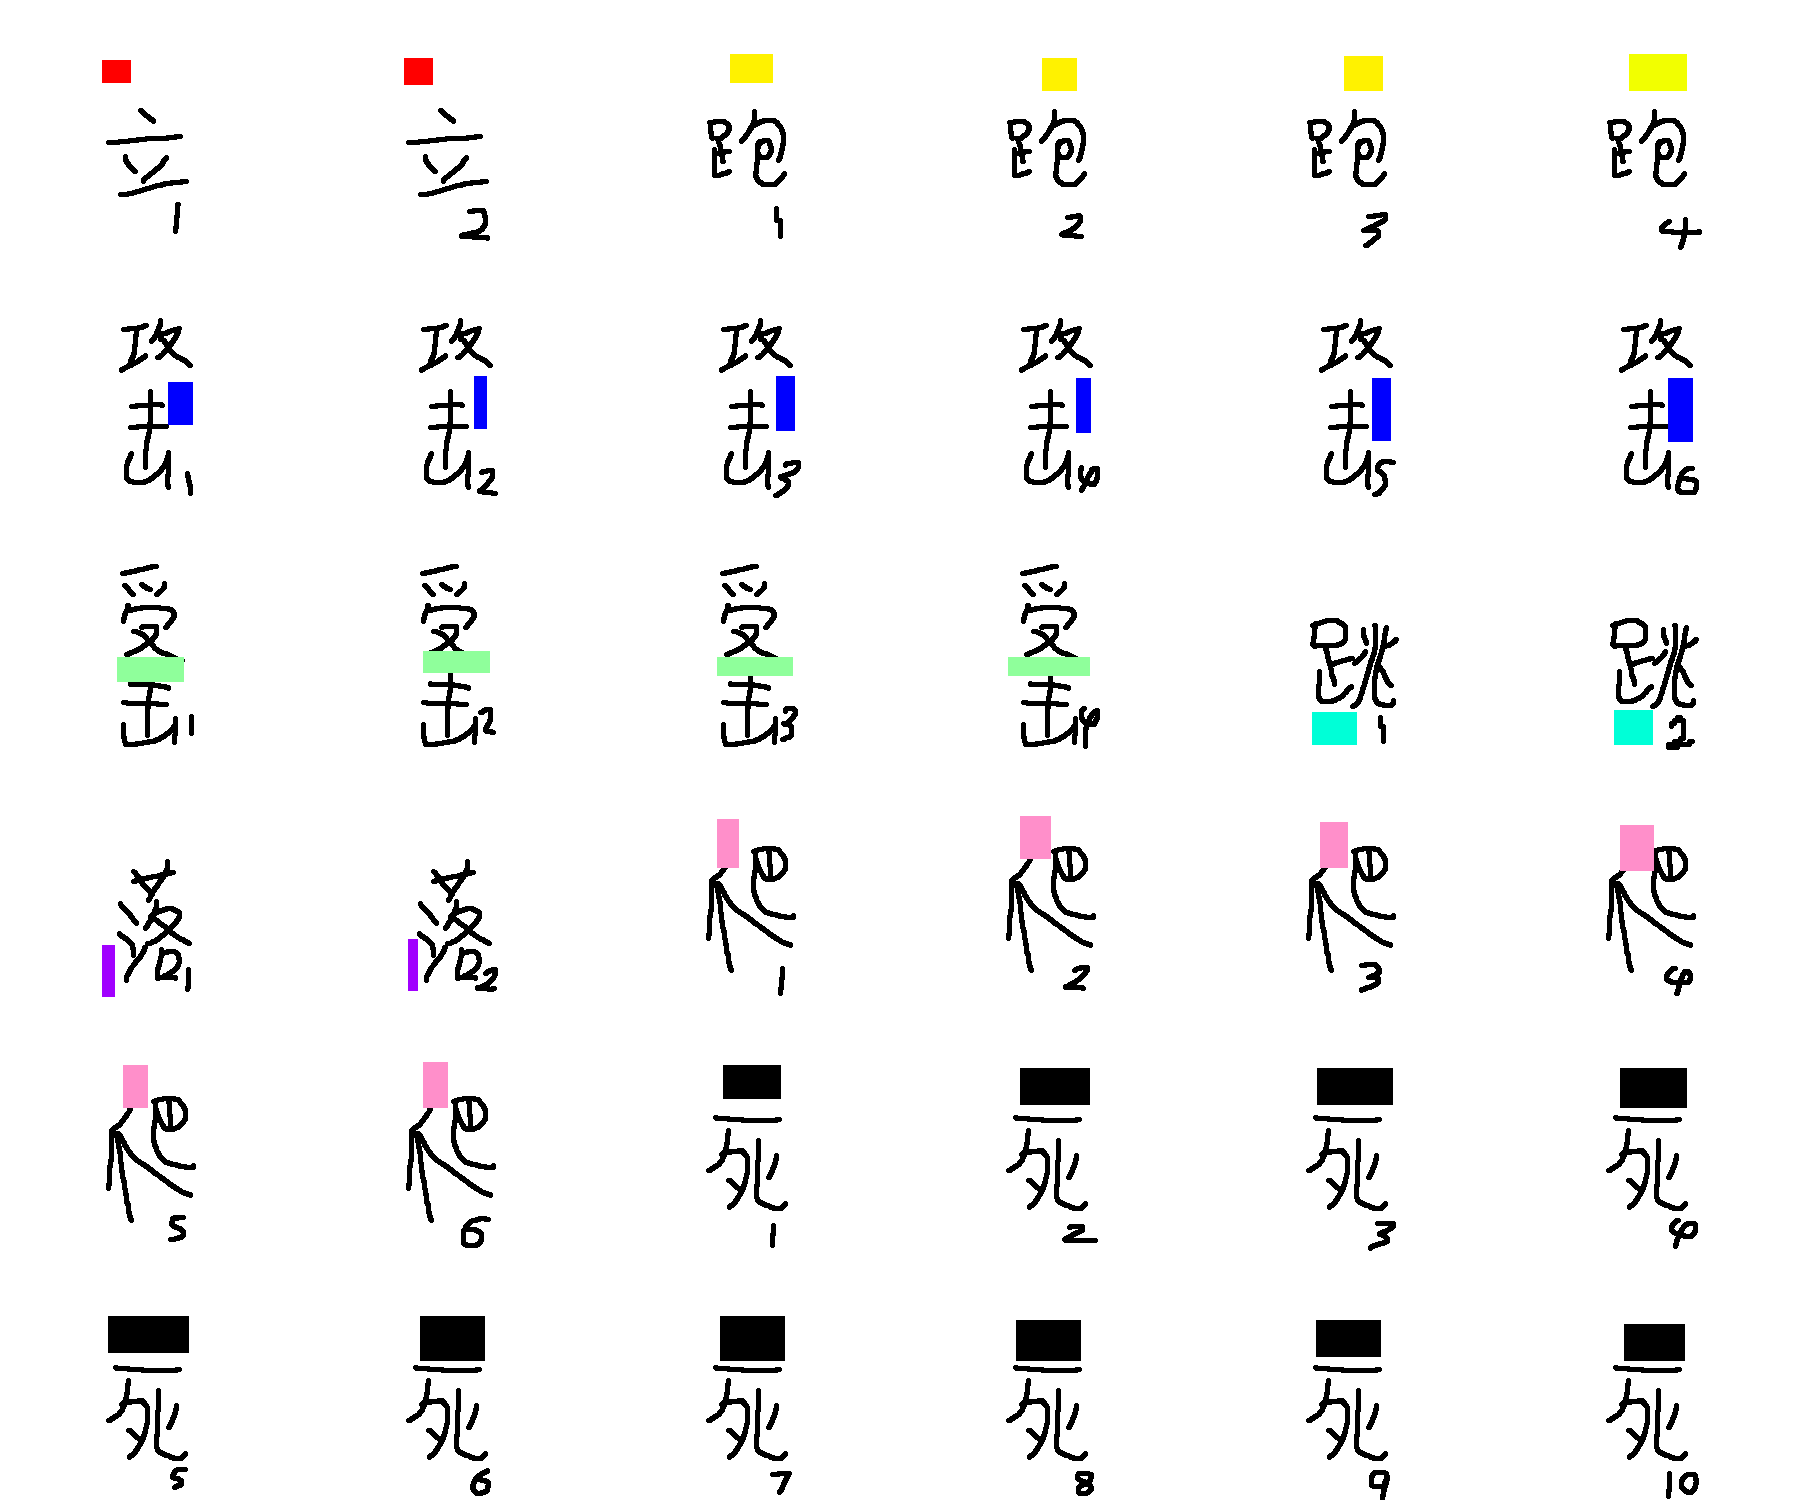 立1 立2 跑1 跑2 跑3 跑4
攻击1 攻击2 攻击3 攻击4 攻击5 攻击6
受击1 受击2 受击3 受击4 跳1 跳2
落1 落2 爬1 爬2 爬3 爬4
爬5 爬6 死1 死2 死3 死4
死5 死6 死7 死8 死9 死10